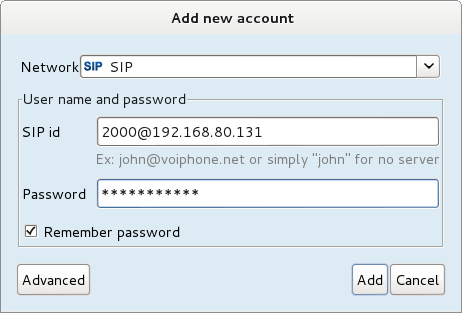 Add new account
Network SIP SIP
User name and password
SIP id 2000@192.168.80.131
Ex: john@voiphone.net or simply "john" for no server
Password ***********
Remember password
Advanced Add Cancel